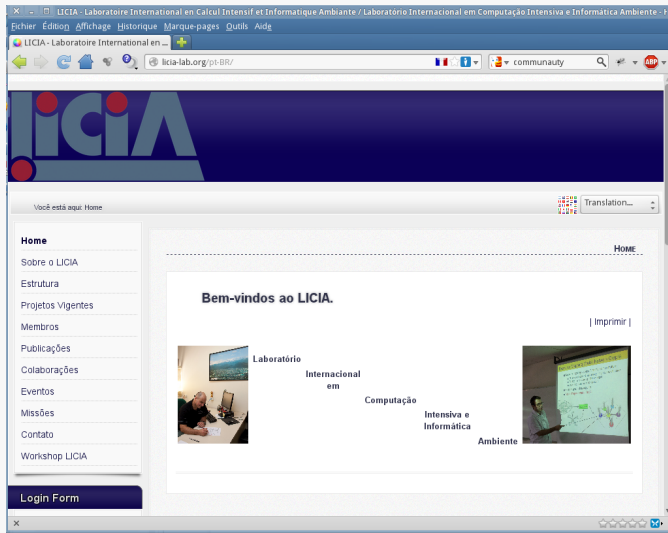 LICIA - Laboratoire International en Calcul Intensif et Informatique Ambiante / Laboratório Internacional em Computação Intensiva e Informática Ambiente - H
Fichier Édition Affichage Historique Marque-pages Outils Aide
LICIA - Laboratoire International en ...
licia-lab.org/pt-BR/
communauty
ABP
licia
Você está aqui: Home
Translation...
Home
Sobre o LICIA
Estrutura
Projetos Vigentes
Membros
Publicações
Colaborações
Eventos
Missões
Contato
Workshop LICIA
Login Form
Home
Bem-vindos ao LICIA.
| Imprimir |
Laboratório
Internacional
em
Computação
Intensiva e
Informática
Ambiente